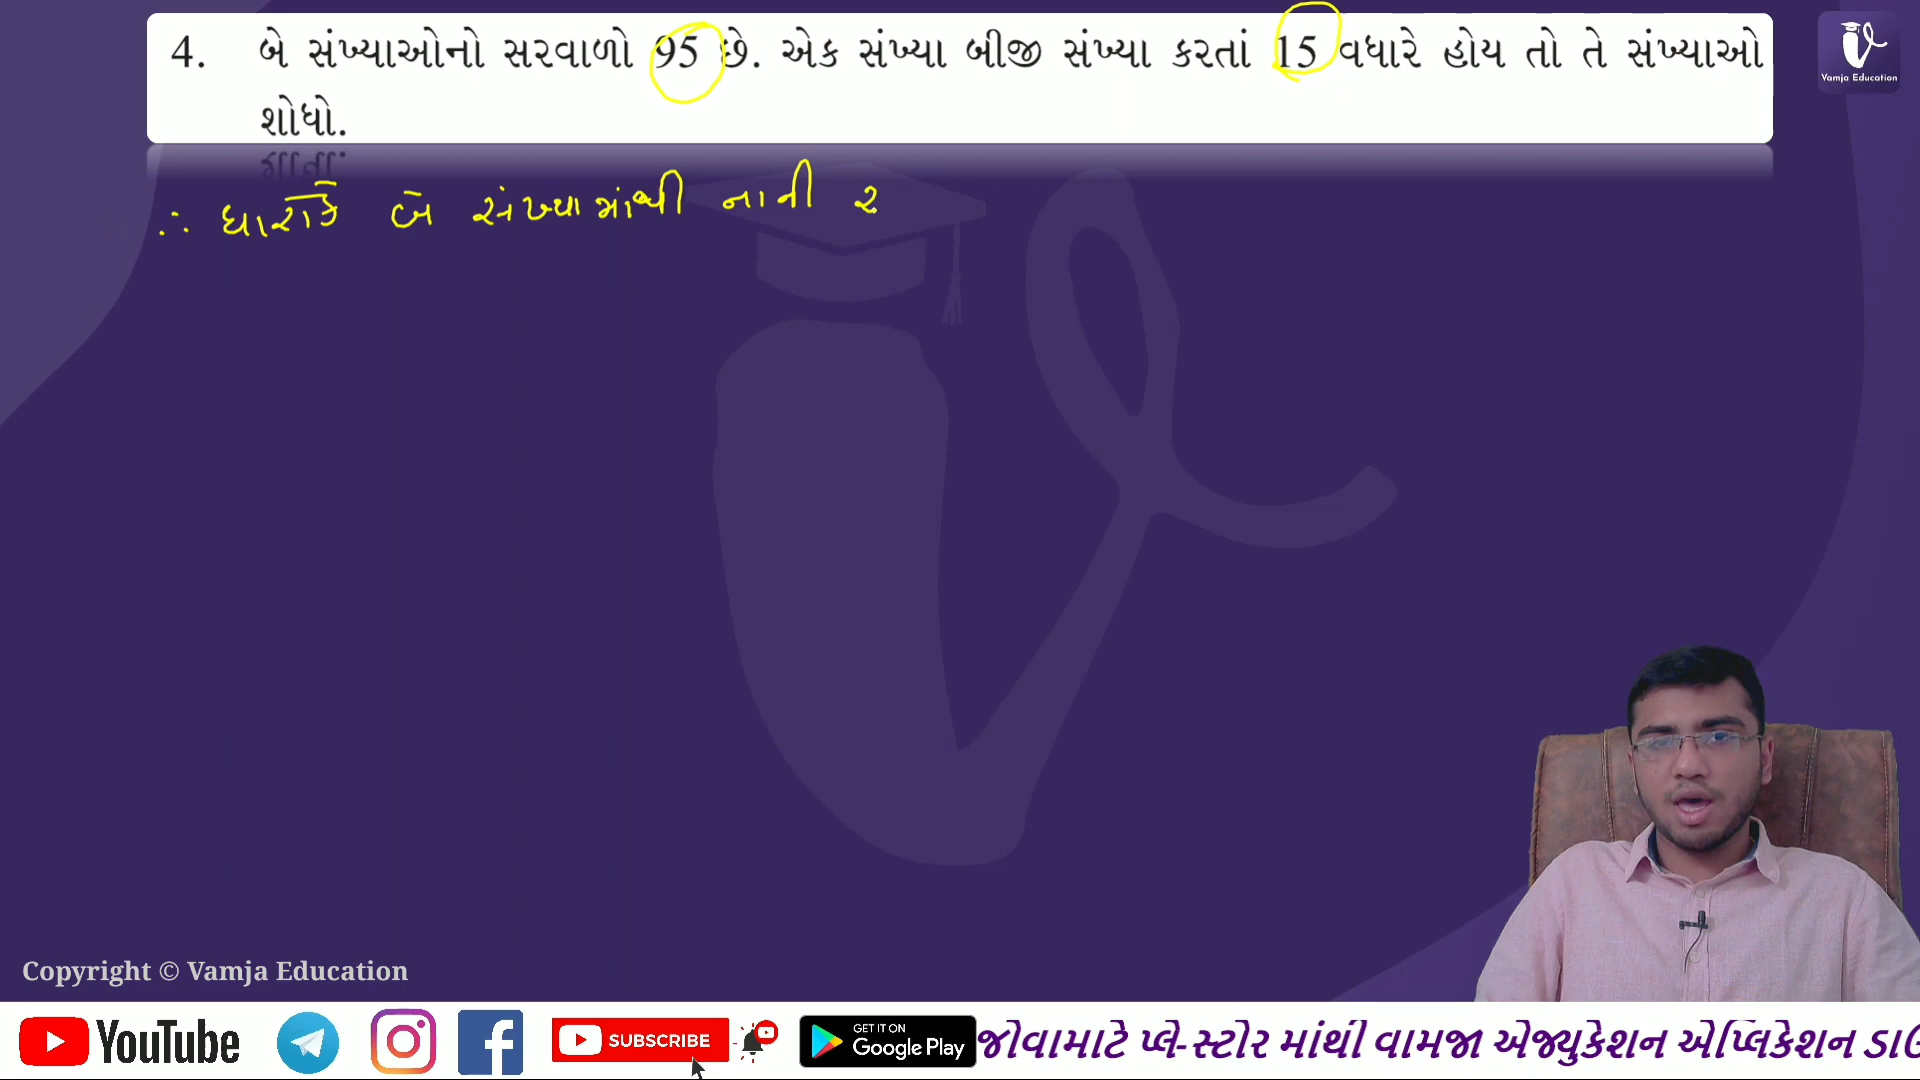 4. બે સંખ્યાઓનો સરવાળો 95 છે. એક સંખ્યા બીજી સંખ્યા કરતાં 15 વધારે હોય તો તે સંખ્યાઓ
શોધો.
Vamja Education
∴ ધારોકે બે સંખ્યામાંથી નાની
Copyright © Vamja Education
YouTube
SUBSCRIBE
GET IT ON
Google Play
જોવામાટે પ્લે-સ્ટોર માંથી વામજા એજ્યુકેશન એપ્લિકેશન